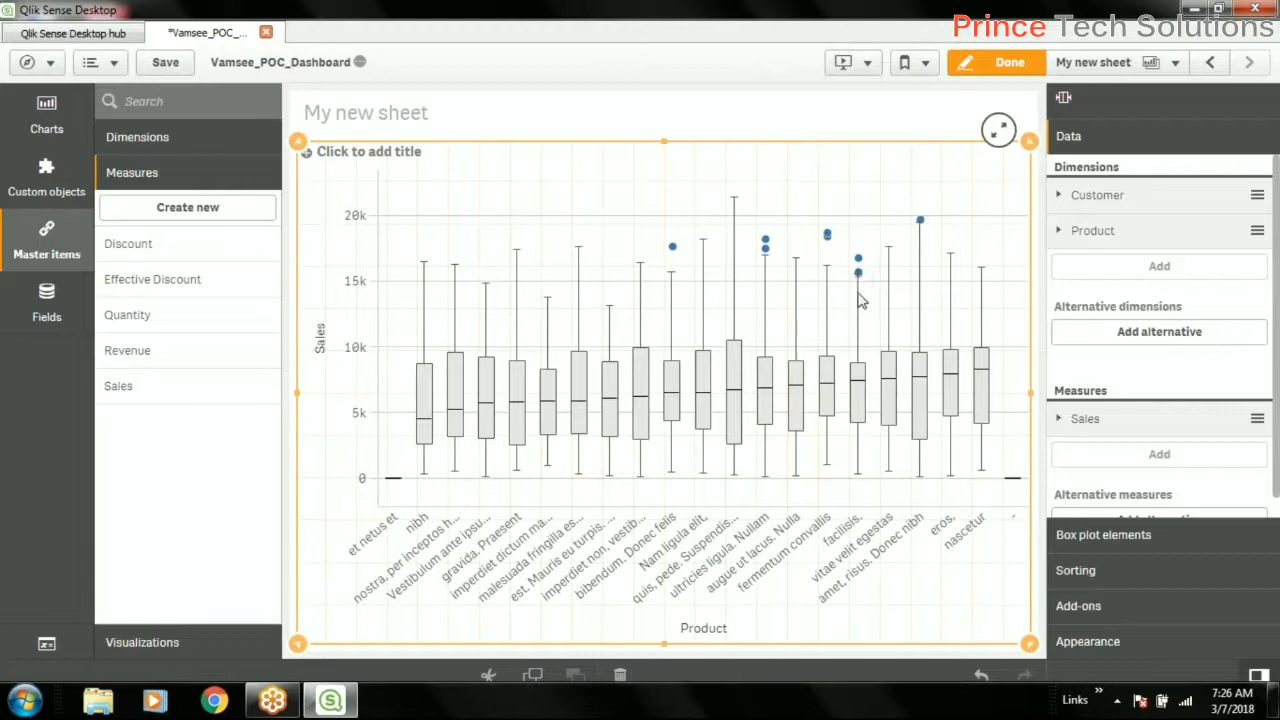 Qlik Sense Desktop
Prince Tech Solutions
Qlik Sense Desktop hub
*Vamsee_POC_...
Save
Vamsee_POC_Dashboard
Done
My new sheet
Charts
Custom objects
Master items
Fields
Search
Dimensions
Measures
Create new
Discount
Effective Discount
Quantity
Revenue
Sales
Visualizations
My new sheet
Click to add title
20k
15k
10k
5k
0
Sales
et netus et
nibh
nostra, per inceptos h...
Vestibulum ante ipsu...
gravida. Praesent
imperdiet dictum ma...
malesuada fringilla es...
est. Mauris eu turpis. ...
imperdiet non, vestib...
bibendum. Donec felis
Nam ligula elit,
quis, pede. Suspendis...
ultricies ligula. Nullam
augue ut lacus. Nulla
fermentum convallis
facilisis.
vitae velit egestas
amet, risus. Donec nibh
eros.
nascetur
-
Product
Data
Dimensions
Customer
Product
Add
Alternative dimensions
Add alternative
Measures
Sales
Add
Alternative measures
Box plot elements
Sorting
Add-ons
Appearance
Links
7:26 AM
3/7/2018